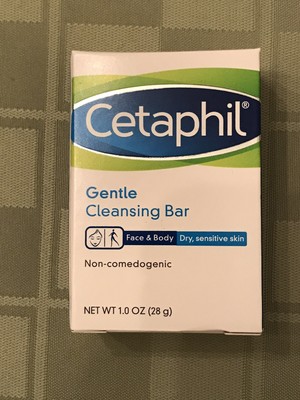 Cetaphil®
Gentle
Cleansing Bar
Face & Body Dry, sensitive skin
Non-comedogenic
NET WT 1.0 OZ (28 g)